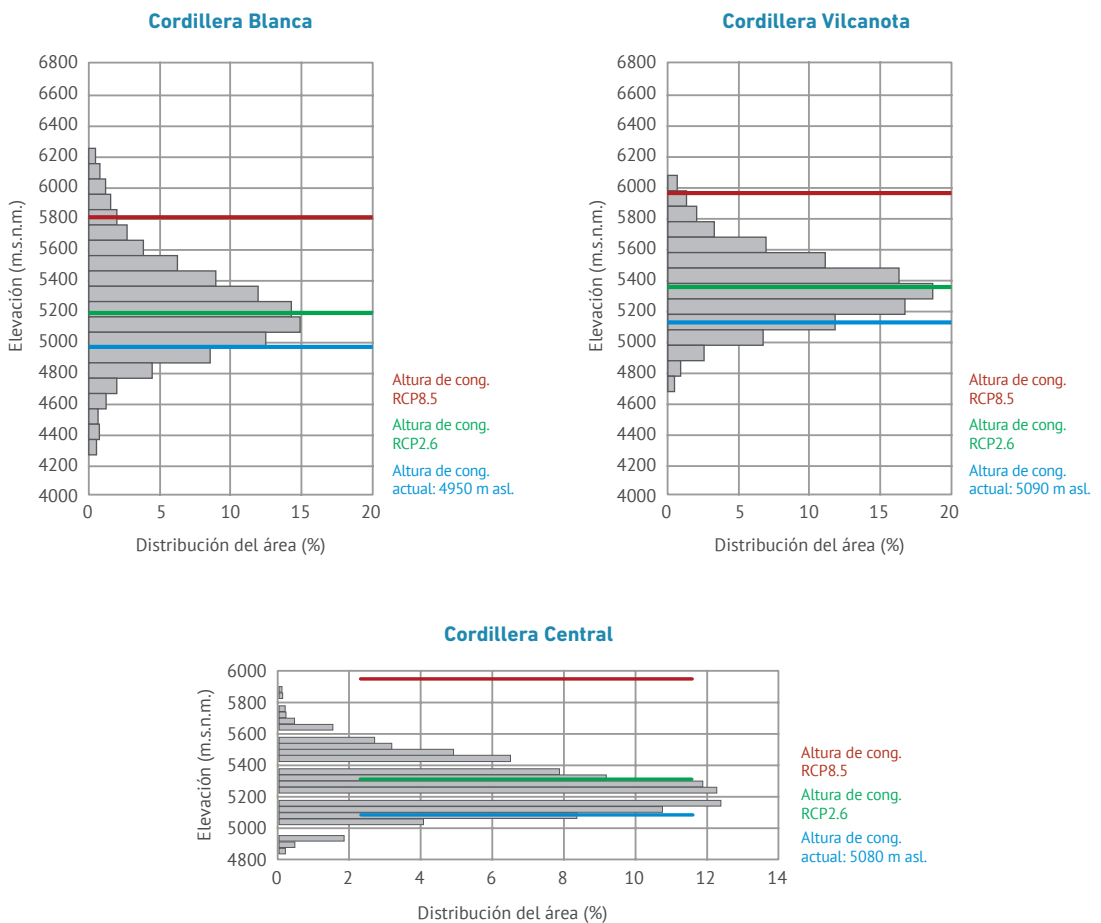 Cordillera Blanca
Elevación (m.s.n.m.)
6800
6600
6400
6200
6000
5800
5600
5400
5200
5000
4800
4600
4400
4200
4000
0 5 10 15 20
Distribución del área (%)
Altura de cong.
RCP8.5
Altura de cong.
RCP2.6
Altura de cong.
actual: 4950 m asl.
Cordillera Vilcanota
Elevación (m.s.n.m.)
6800
6600
6400
6200
6000
5800
5600
5400
5200
5000
4800
4600
4400
4200
4000
0 5 10 15 20
Distribución del área (%)
Altura de cong.
RCP8.5
Altura de cong.
RCP2.6
Altura de cong.
actual: 5090 m asl.
Cordillera Central
Elevación (m.s.n.m.)
6000
5800
5600
5400
5200
5000
4800
0 2 4 6 8 10 12 14
Distribución del área (%)
Altura de cong.
RCP8.5
Altura de cong.
RCP2.6
Altura de cong.
actual: 5080 m asl.